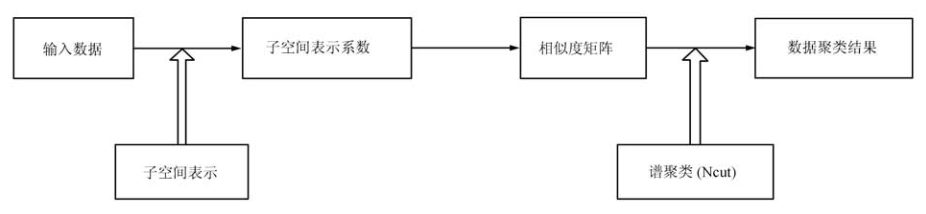 输入数据
子空间表示系数
相似度矩阵
数据聚类结果
子空间表示
谱聚类 (Ncut)